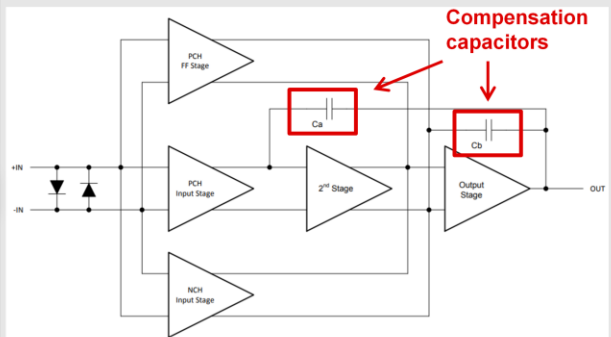 Compensation
capacitors
PCH
FF Stage
Ca
Cb
+IN
-IN
PCH
Input Stage
2nd Stage
Output
Stage
OUT
NCH
Input Stage